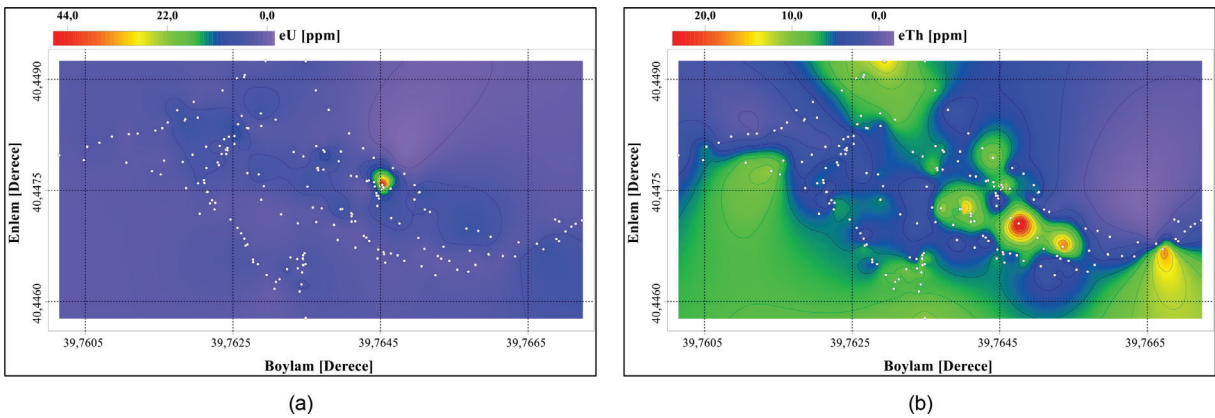 44,0 22,0 0,0
eU [ppm]
40,4490
40,4475
40,4460
Enlem [Derece]
39,7605 39,7625 39,7645 39,7665
Boylam [Derece]
(a)
20,0 10,0 0,0
eTh [ppm]
40,4490
40,4475
40,4460
Enlem [Derece]
39,7605 39,7625 39,7645 39,7665
Boylam [Derece]
(b)